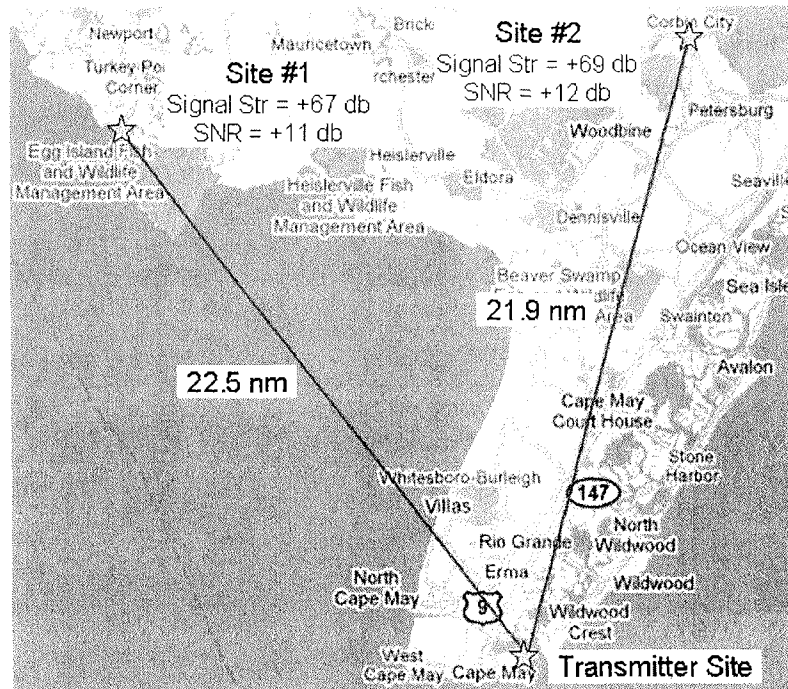 Newport
Mauricetown
Brick
Site #2
Corbin City
Turkey Poi
Corner
Site #1
rchester
Signal Str = +69 db
SNR = +12 db
Signal Str = +67 db
SNR = +11 db
Petersburg
Woodbine
Egg Island Fish
and Wildlife
Management Area
Heislerville
Eldora
Heislerville Fish
and Wildlife
Management Area
Seaville
Dennisville
Ocean View
Beaver Swamp
Sea Isle
21.9 nm
Area
Swainton
22.5 nm
Avalon
Cape May
Court House
Stone
Harbor
Whitesboro-Burleigh
147
Villas
North
Wildwood
Rio Grande
Erma
North
Cape May
9
Wildwood
Wildwood
Crest
West
Cape May
Cape May
Transmitter Site